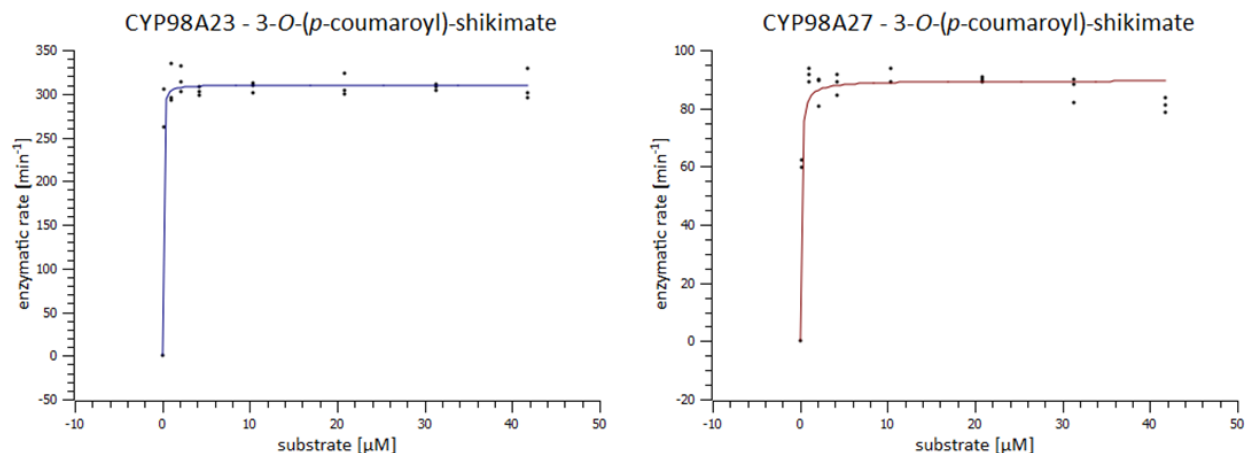 CYP98A23 - 3-O-(p-coumaroyl)-shikimate
350
300
250
200
150
100
50
0
-50
enzymatic rate [min-1]
-10 0 10 20 30 40 50
substrate [µM]
CYP98A27 - 3-O-(p-coumaroyl)-shikimate
100
80
60
40
20
0
-20
enzymatic rate [min-1]
-10 0 10 20 30 40 50
substrate [µM]